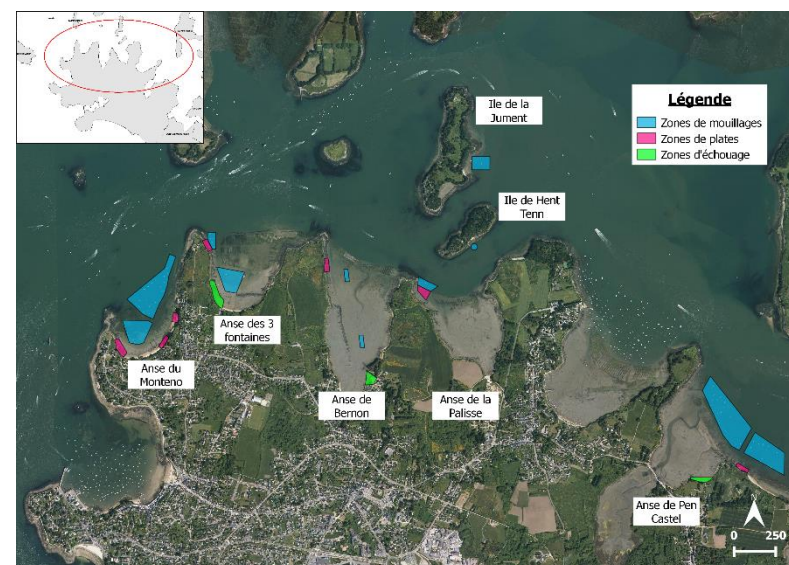 Ile de la
Jument
Légende
Zones de mouillages
Zones de plates
Zones d'échouage
Ile de Hent
Tenn
Anse des 3
fontaines
Anse du
Monteno
Anse de
Bernon
Anse de la
Palisse
Anse de Pen
Castel
0 250